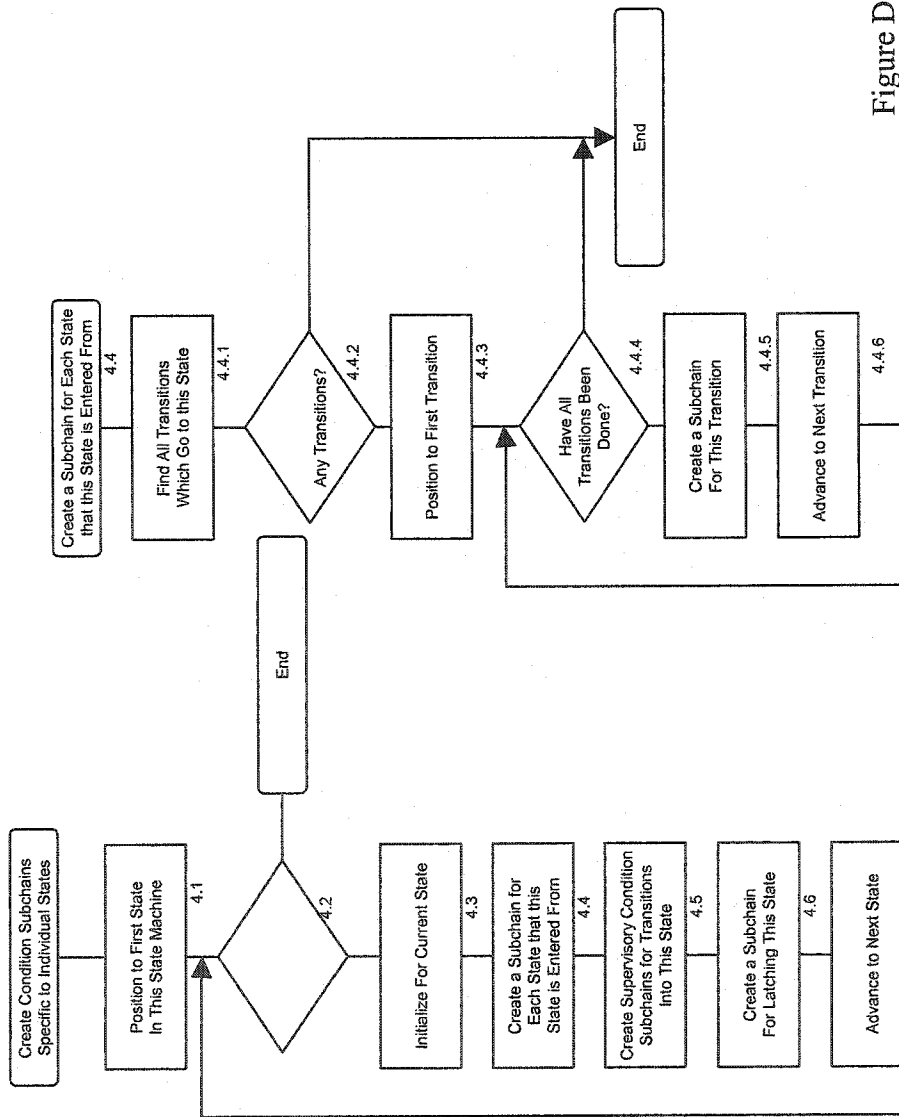 Create Condition Subchains
Specific to Individual States
Position to First State
In This State Machine
4.1
4.2
End
Initialize For Current State
4.3
Create a Subchain for
Each State that this
State is Entered From
4.4
Create Supervisory Condition
Subchains for Transitions
Into This State
4.5
Create a Subchain
For Latching This State
4.6
Advance to Next State
Create a Subchain for Each State
that this State is Entered From
4.4
Find All Transitions
Which Go to this State
4.4.1
Any Transitions?
4.4.2
Position to First Transition
4.4.3
Have All
Transitions Been
Done?
4.4.4
Create a Subchain
For This Transition
4.4.5
Advance to Next Transition
4.4.6
End
Figure D